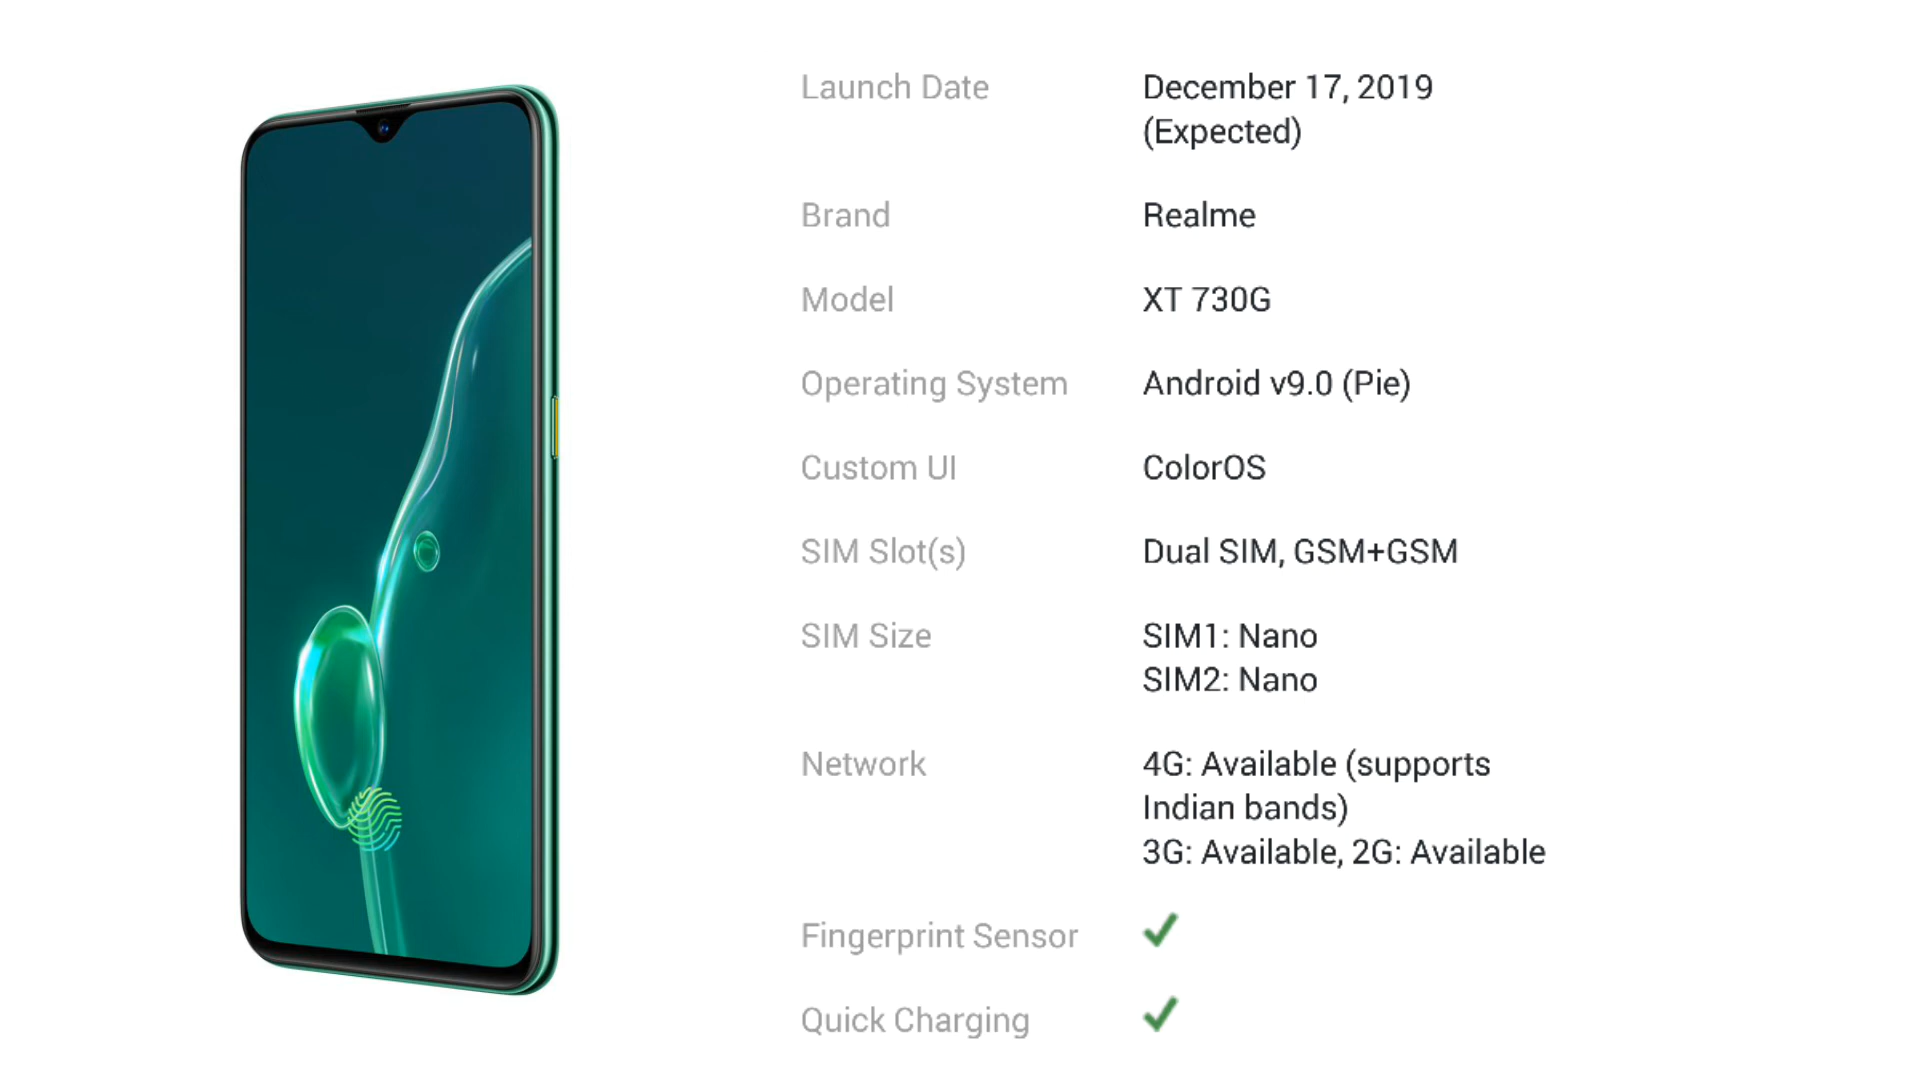 Launch Date December 17, 2019
(Expected)
Brand Realme
Model XT 730G
Operating System Android v9.0 (Pie)
Custom UI ColorOS
SIM Slot(s) Dual SIM, GSM+GSM
SIM Size SIM1: Nano
SIM2: Nano
Network 4G: Available (supports
Indian bands)
3G: Available, 2G: Available
Fingerprint Sensor
Quick Charging